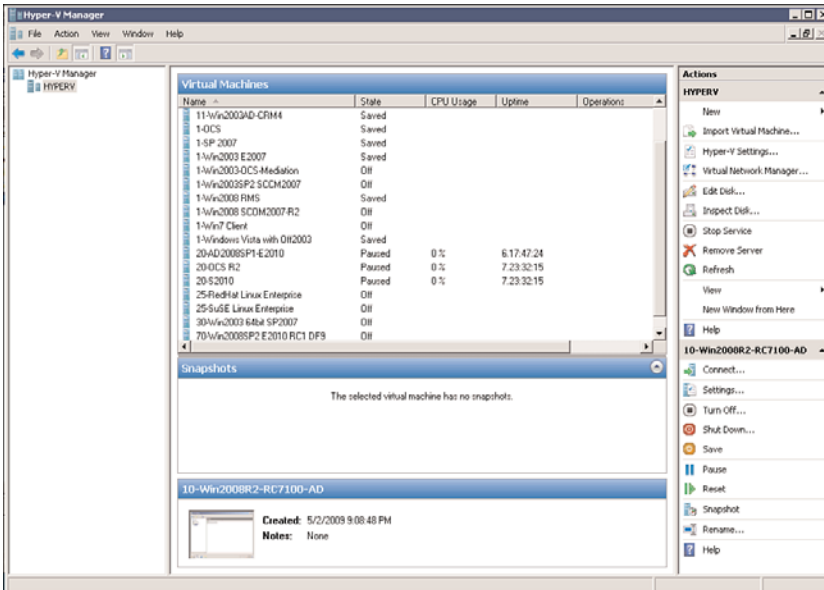 Hyper-V Manager
File Action View Window Help
Hyper-V Manager
HYPERV
Virtual Machines
Name State CPU Usage Uptime Operations
11-Win2003AD-CRM4 Saved
1-OCS Saved
1-SP 2007 Saved
1-Win2003 E2007 Saved
1-Win2003-OCS-Mediation Off
1-Win2003SP2 SCCM2007 Off
1-Win2008 RMS Saved
1-Win2008 SCOM2007-R2 Off
1-Win7 Client Off
1-Windows Vista with Off2003 Saved
20-AD2008SP1-E2010 Paused 0 % 6.17:47:24
20-OCS R2 Paused 0 % 7.23:32:15
20-S2010 Paused 0 % 7.23:32:15
25-RedHat Linux Enterprise Off
25-SuSE Linux Enterprise Off
30-Win2003 64bit SP2007 Off
70-Win2008SP2 E2010 RC1 DF9 Off
Snapshots
The selected virtual machine has no snapshots.
10-Win2008R2-RC7100-AD
Created: 5/2/2009 9:08:48 PM
Notes: None
Actions
HYPERV
New
Import Virtual Machine...
Hyper-V Settings...
Virtual Network Manager...
Edit Disk...
Inspect Disk...
Stop Service
Remove Server
Refresh
View
New Window from Here
Help
10-Win2008R2-RC7100-AD
Connect...
Settings...
Turn Off...
Shut Down...
Save
Pause
Reset
Snapshot
Rename...
Help